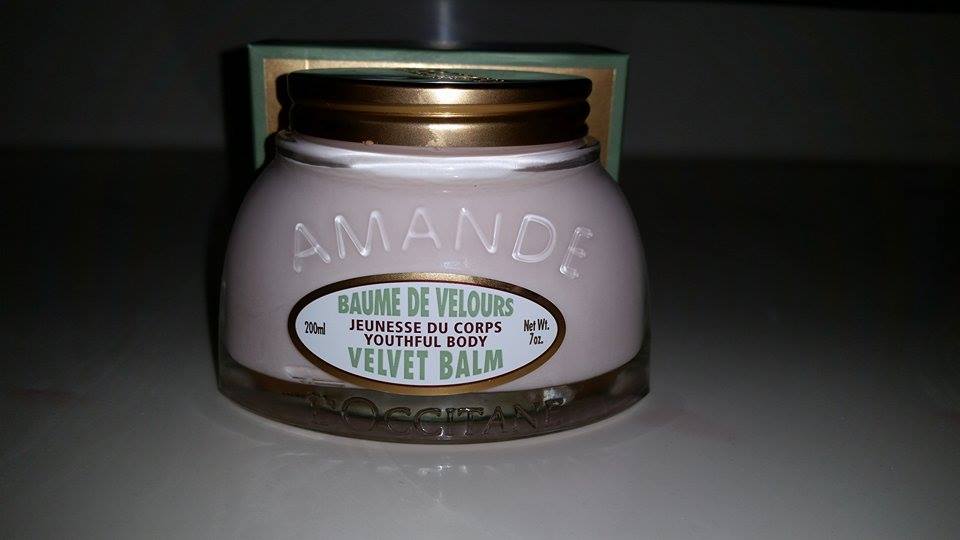 AMANDE
BAUME DE VELOURS
200ml
JEUNESSE DU CORPS
YOUTHFUL BODY
Net Wt.
7oz.
VELVET BALM
L'OCCITANE